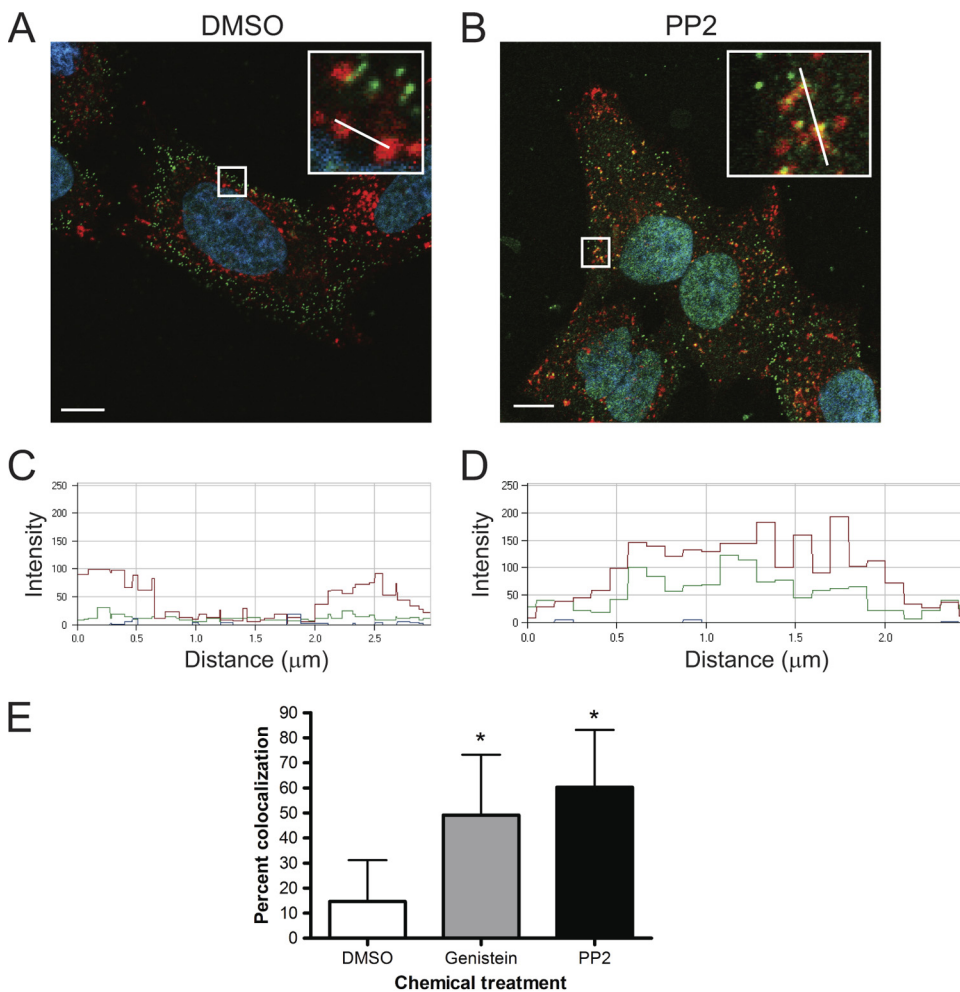 A
DMSO
B
PP2
C
250
200
150
100
50
0
Intensity
0.0 0.5 1.0 1.5 2.0 2.5
Distance (μm)
D
250
200
150
100
50
0
Intensity
0.0 0.5 1.0 1.5 2.0
Distance (μm)
E
90
80
70
60
50
40
30
20
10
0
Percent colocalization
*
*
DMSO Genistein PP2
Chemical treatment